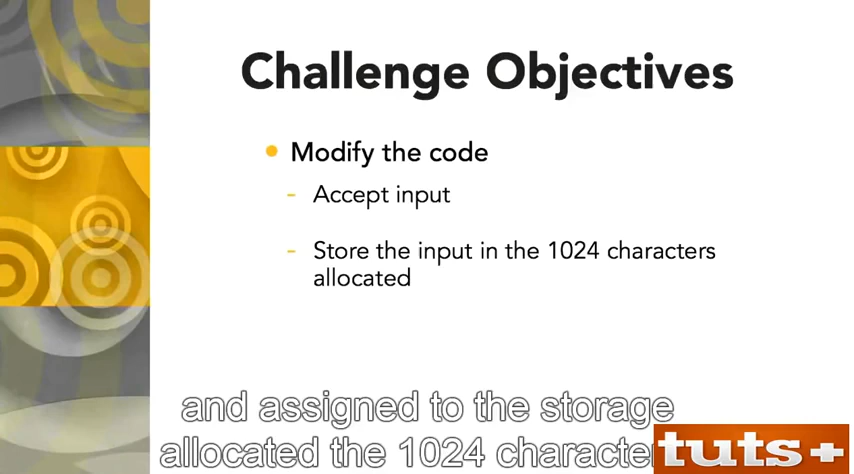 Challenge Objectives
Modify the code
- Accept input
- Store the input in the 1024 characters
allocated
and assigned to the storage
allocated the 1024 character
tuts+